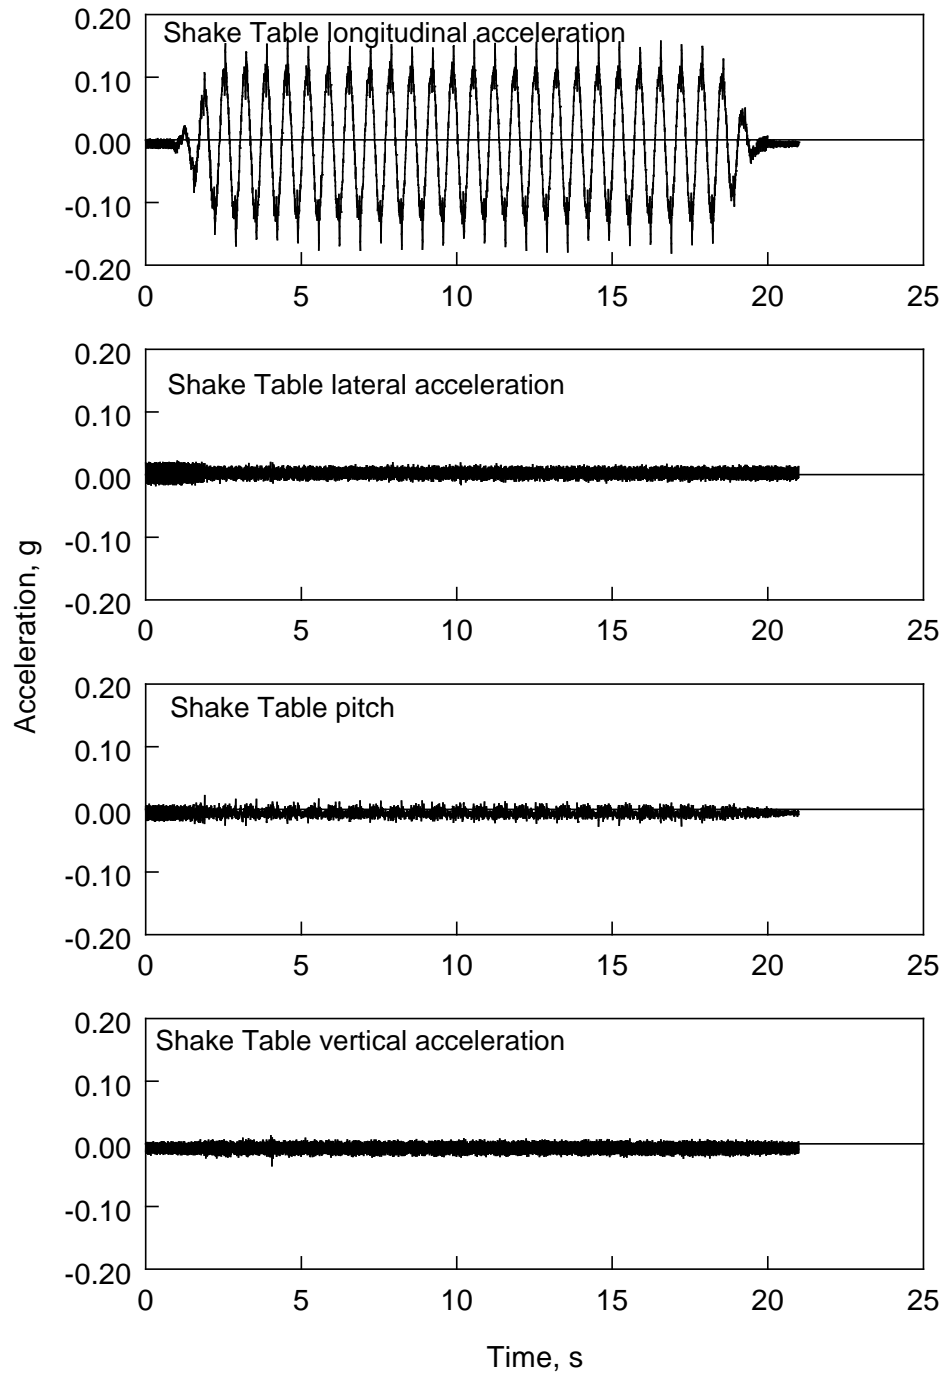 0.20
Shake Table longitudinal acceleration
0.10
0.00
-0.10
-0.20
0 5 10 15 20 25
0.20
Shake Table lateral acceleration
0.10
0.00
-0.10
-0.20
0 5 10 15 20 25
Acceleration, g
0.20
Shake Table pitch
0.10
0.00
-0.10
-0.20
0 5 10 15 20 25
0.20
Shake Table vertical acceleration
0.10
0.00
-0.10
-0.20
0 5 10 15 20 25
Time, s